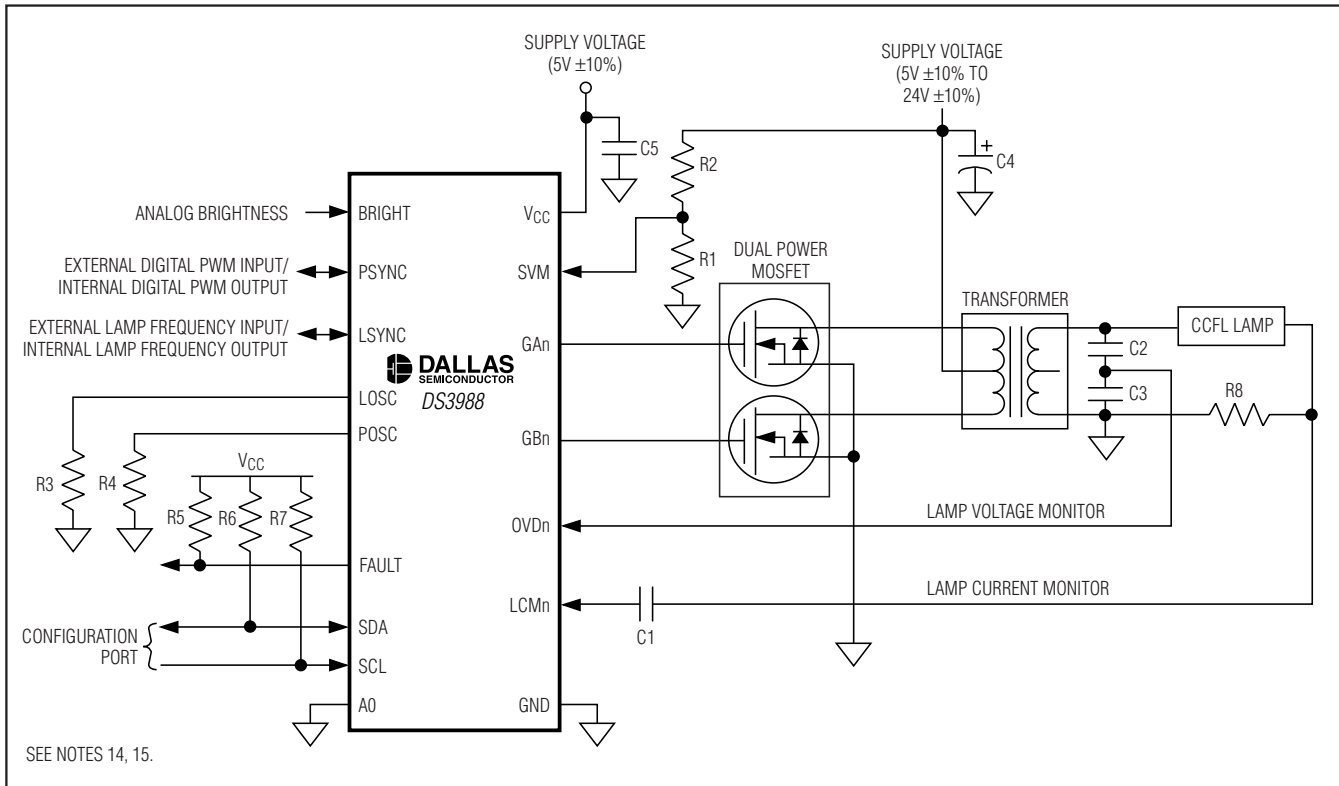 SUPPLY VOLTAGE
(5V ±10%)
SUPPLY VOLTAGE
(5V ±10% TO
24V ±10%)
C5
R2
C4
+
ANALOG BRIGHTNESS
BRIGHT
VCC
R1
DUAL POWER
MOSFET
EXTERNAL DIGITAL PWM INPUT/
INTERNAL DIGITAL PWM OUTPUT
PSYNC
SVM
TRANSFORMER
CCFL LAMP
EXTERNAL LAMP FREQUENCY INPUT/
INTERNAL LAMP FREQUENCY OUTPUT
LSYNC
GAn
C2
DALLAS
SEMICONDUCTOR
DS3988
C3
R8
LOSC
POSC
GBn
VCC
R3
R4
R5
R6
R7
OVDn
LAMP VOLTAGE MONITOR
FAULT
LCMn
C1
LAMP CURRENT MONITOR
CONFIGURATION
PORT
SDA
SCL
A0
GND
SEE NOTES 14, 15.